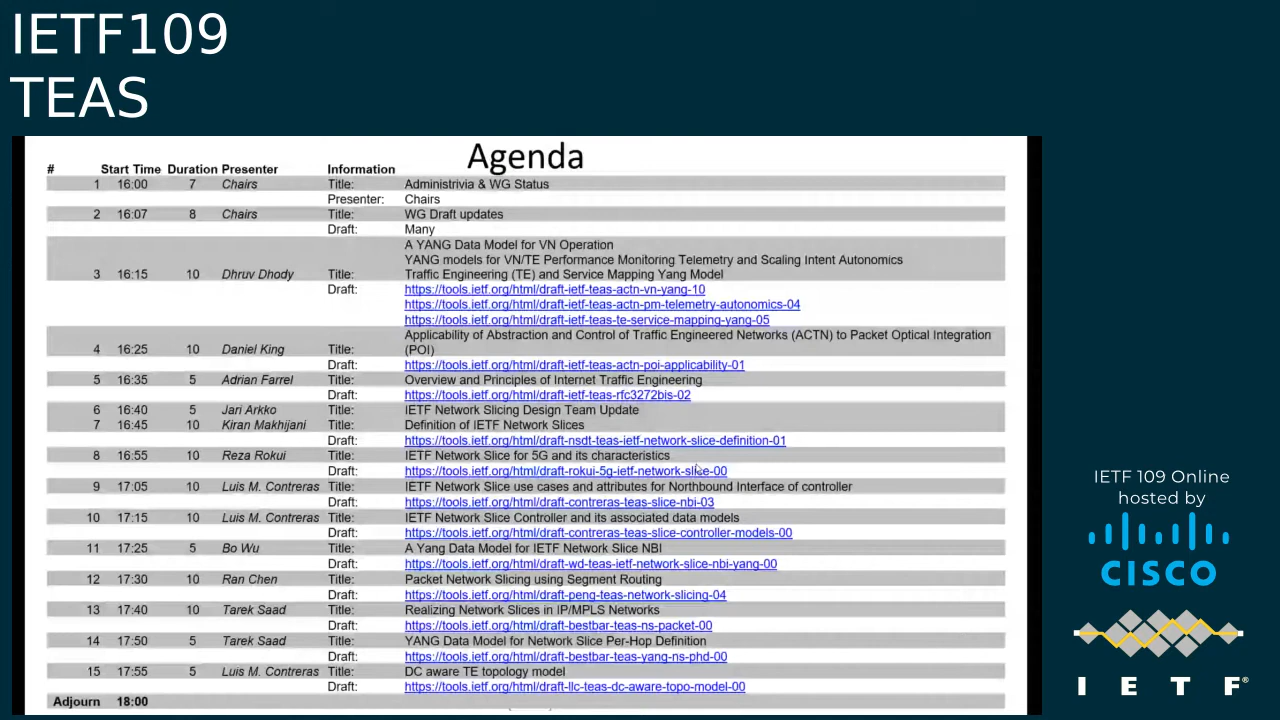 IETF109
TEAS
Agenda
# Start Time Duration Presenter Information
1 16:00 7 Chairs Title: Administrivia & WG Status
Presenter: Chairs
2 16:07 8 Chairs Title: WG Draft updates
Draft: Many
A YANG Data Model for VN Operation
YANG models for VN/TE Performance Monitoring Telemetry and Scaling Intent Autonomics
3 16:15 10 Dhruv Dhody Title: Traffic Engineering (TE) and Service Mapping Yang Model
Draft: https://tools.ietf.org/html/draft-ietf-teas-actn-vn-yang-10
https://tools.ietf.org/html/draft-ietf-teas-actn-pm-telemetry-autonomics-04
https://tools.ietf.org/html/draft-ietf-teas-te-service-mapping-yang-05
Applicability of Abstraction and Control of Traffic Engineered Networks (ACTN) to Packet Optical Integration
4 16:25 10 Daniel King Title: (POI)
Draft: https://tools.ietf.org/html/draft-ietf-teas-actn-poi-applicability-01
5 16:35 5 Adrian Farrel Title: Overview and Principles of Internet Traffic Engineering
Draft: https://tools.ietf.org/html/draft-ietf-teas-rfc3272bis-02
6 16:40 5 Jari Arkko Title: IETF Network Slicing Design Team Update
7 16:45 10 Kiran Makhijani Title: Definition of IETF Network Slices
Draft: https://tools.ietf.org/html/draft-nsdt-teas-ietf-network-slice-definition-01
8 16:55 10 Reza Rokui Title: IETF Network Slice for 5G and its characteristics
Draft: https://tools.ietf.org/html/draft-rokui-5g-ietf-network-slice-00
9 17:05 10 Luis M. Contreras Title: IETF Network Slice use cases and attributes for Northbound Interface of controller
Draft: https://tools.ietf.org/html/draft-contreras-teas-slice-nbi-03
10 17:15 10 Luis M. Contreras Title: IETF Network Slice Controller and its associated data models
Draft: https://tools.ietf.org/html/draft-contreras-teas-slice-controller-models-00
11 17:25 5 Bo Wu Title: A Yang Data Model for IETF Network Slice NBI
Draft: https://tools.ietf.org/html/draft-wd-teas-ietf-network-slice-nbi-yang-00
12 17:30 10 Ran Chen Title: Packet Network Slicing using Segment Routing
Draft: https://tools.ietf.org/html/draft-peng-teas-network-slicing-04
13 17:40 10 Tarek Saad Title: Realizing Network Slices in IP/MPLS Networks
Draft: https://tools.ietf.org/html/draft-bestbar-teas-ns-packet-00
14 17:50 5 Tarek Saad Title: YANG Data Model for Network Slice Per-Hop Definition
Draft: https://tools.ietf.org/html/draft-bestbar-teas-yang-ns-phd-00
15 17:55 5 Luis M. Contreras Title: DC aware TE topology model
Draft: https://tools.ietf.org/html/draft-llc-teas-dc-aware-topo-model-00
Adjourn 18:00
IETF 109 Online
hosted by
CISCO
I E T F®